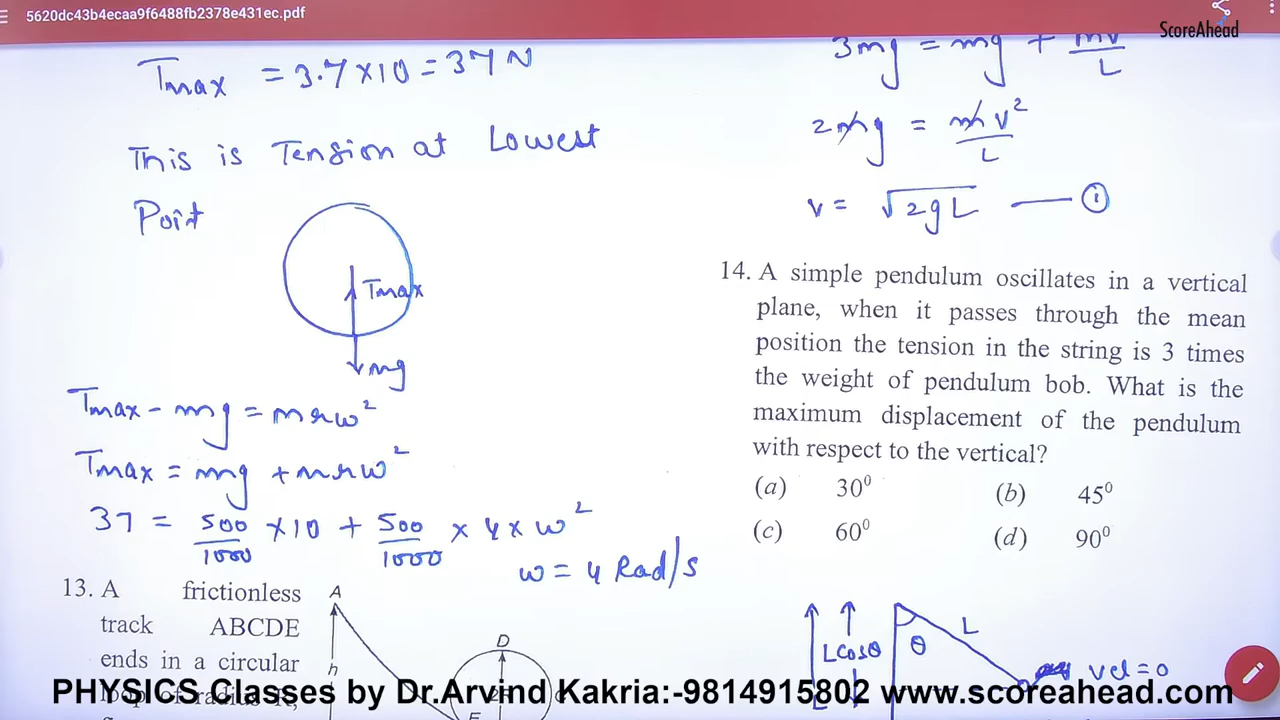 5620dc43b4ecaa9f6488fb2378e431ec.pdf
ScoreAhead
Tmax = 3.7 × 10 = 37 N
This is Tension at Lowest
Point
Tmax
mg
Tmax - mg = mrω²
Tmax = mg + mrω²
37 = 500/1000 × 10 + 500/1000 × 4 × ω²
ω = 4 Rad/s
13. A frictionless
track ABCDE
ends in a circular
A
h
D
E
3mg = mg + mv/L
2mg = mv²/L
v = √2gL —— ①
14. A simple pendulum oscillates in a vertical
plane, when it passes through the mean
position the tension in the string is 3 times
the weight of pendulum bob. What is the
maximum displacement of the pendulum
with respect to the vertical?
(a) 30⁰ (b) 45⁰
(c) 60⁰ (d) 90⁰
L
θ
L cosθ
vel = 0
PHYSICS Classes by Dr.Arvind Kakria:-9814915802 www.scoreahead.com